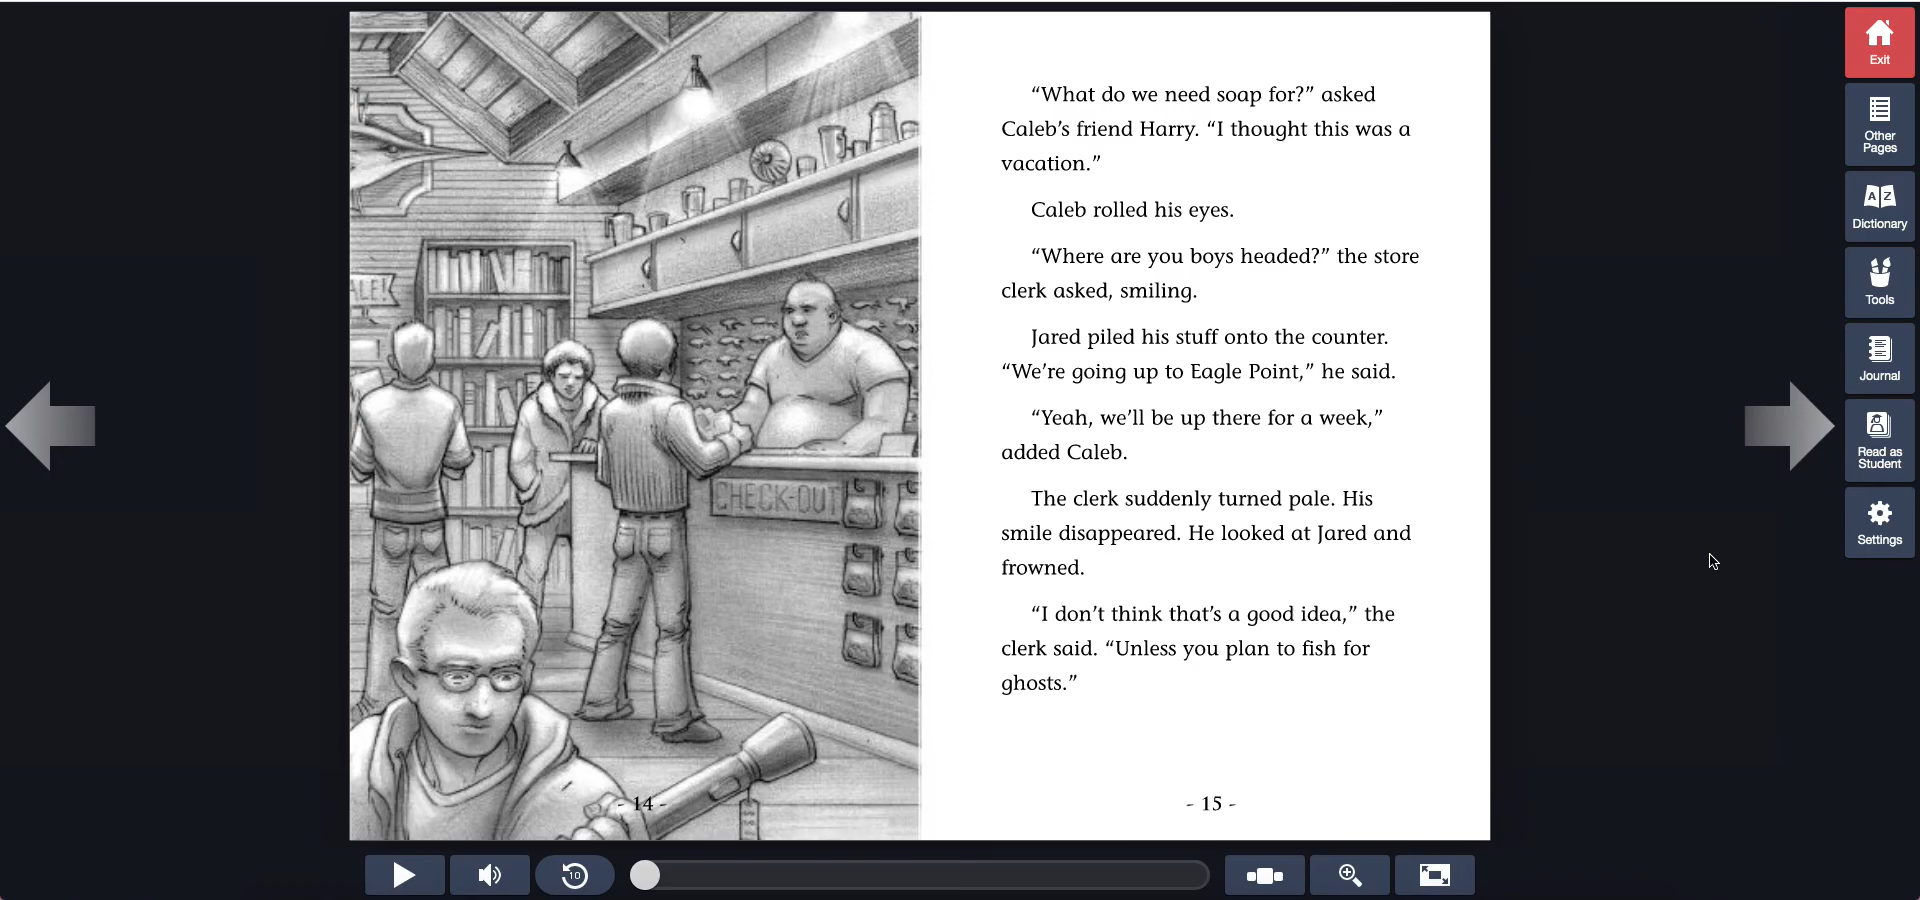 ALE!
CHECK-OUT
- 14 -
“What do we need soap for?” asked
Caleb’s friend Harry. “I thought this was a
vacation.”
Caleb rolled his eyes.
“Where are you boys headed?” the store
clerk asked, smiling.
Jared piled his stuff onto the counter.
“We’re going up to Eagle Point,” he said.
“Yeah, we’ll be up there for a week,”
added Caleb.
The clerk suddenly turned pale. His
smile disappeared. He looked at Jared and
frowned.
“I don’t think that’s a good idea,” the
clerk said. “Unless you plan to fish for
ghosts.”
- 15 -
Exit
Other
Pages
A Z
Dictionary
Tools
Journal
Read as
Student
Settings
10